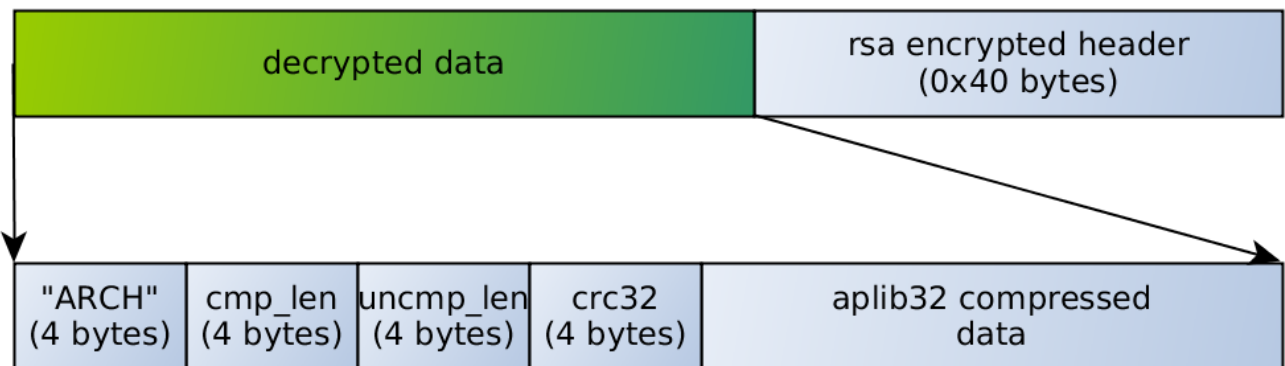 decrypted data
rsa encrypted header
(0x40 bytes)
"ARCH"
(4 bytes)
cmp_len
(4 bytes)
uncmp_len
(4 bytes)
crc32
(4 bytes)
aplib32 compressed
data